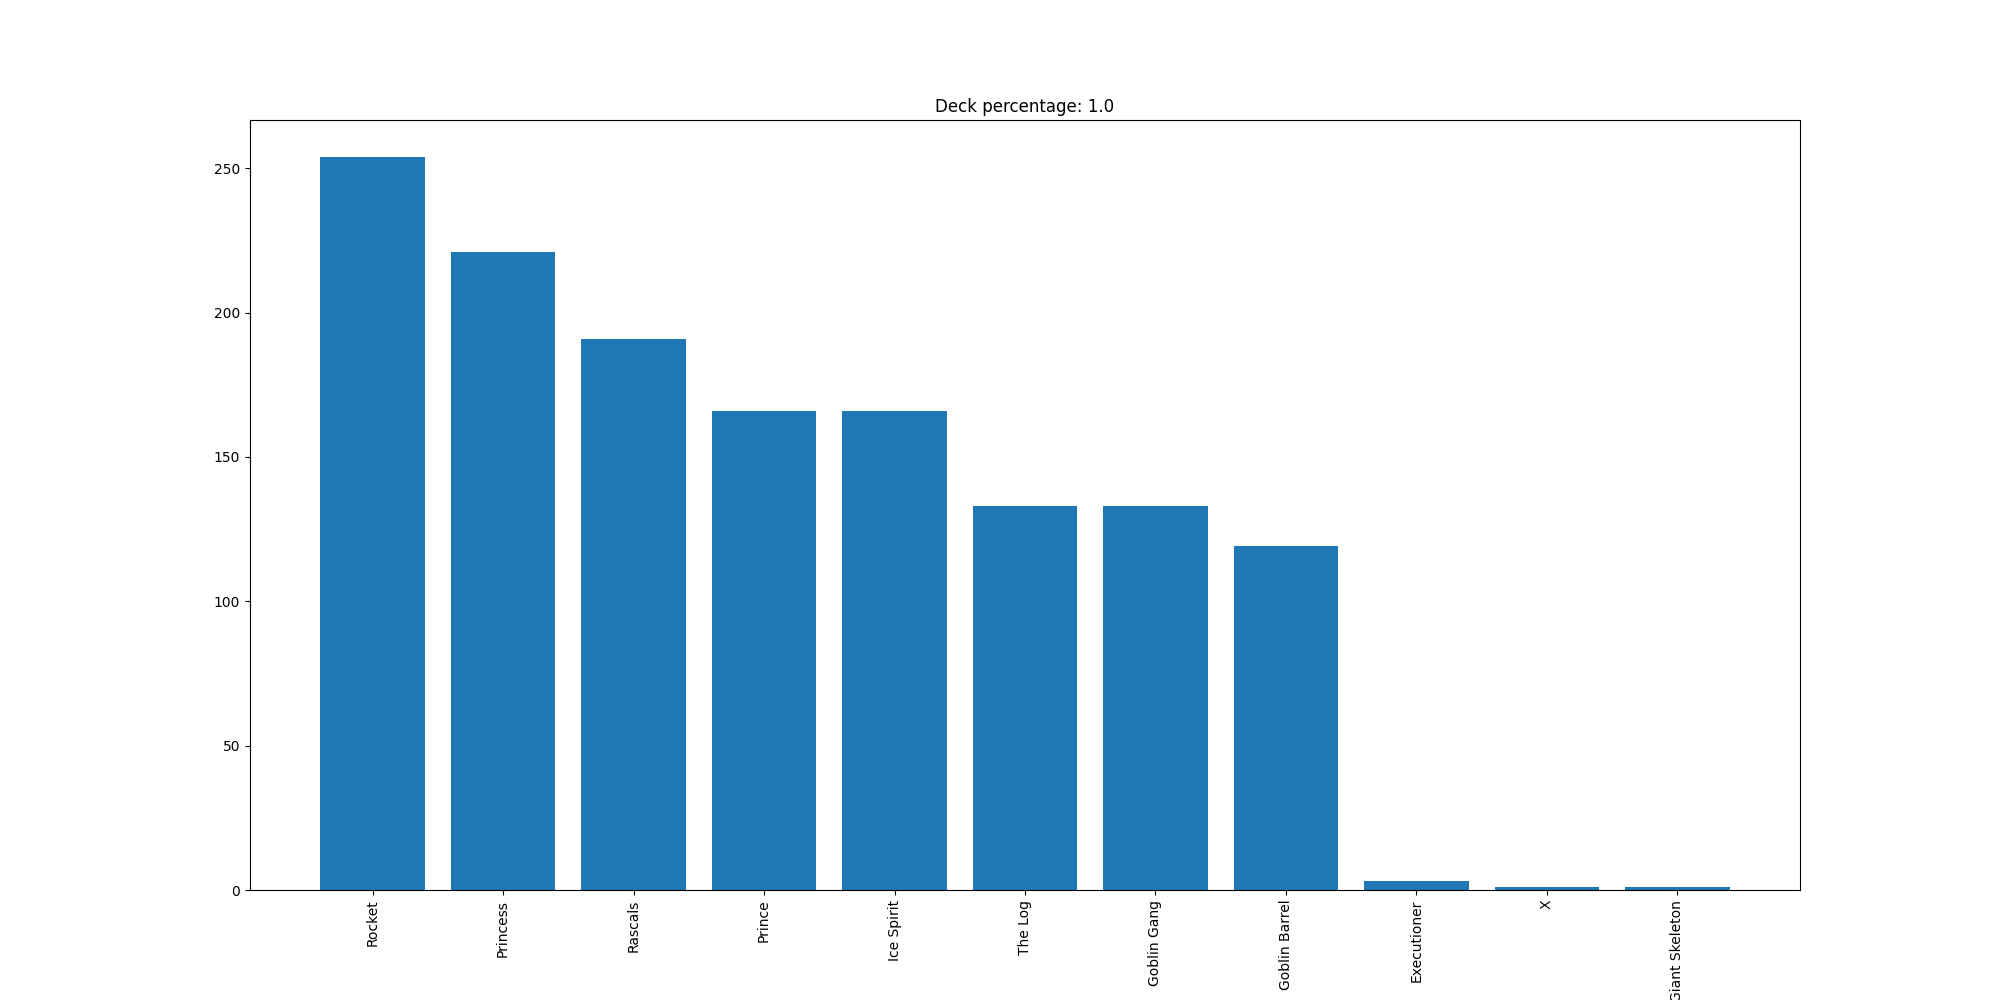 Deck percentage: 1.0
250
200
150
100
50
0
Rocket
Princess
Rascals
Prince
Ice Spirit
The Log
Goblin Gang
Goblin Barrel
Executioner
X
Giant Skeleton